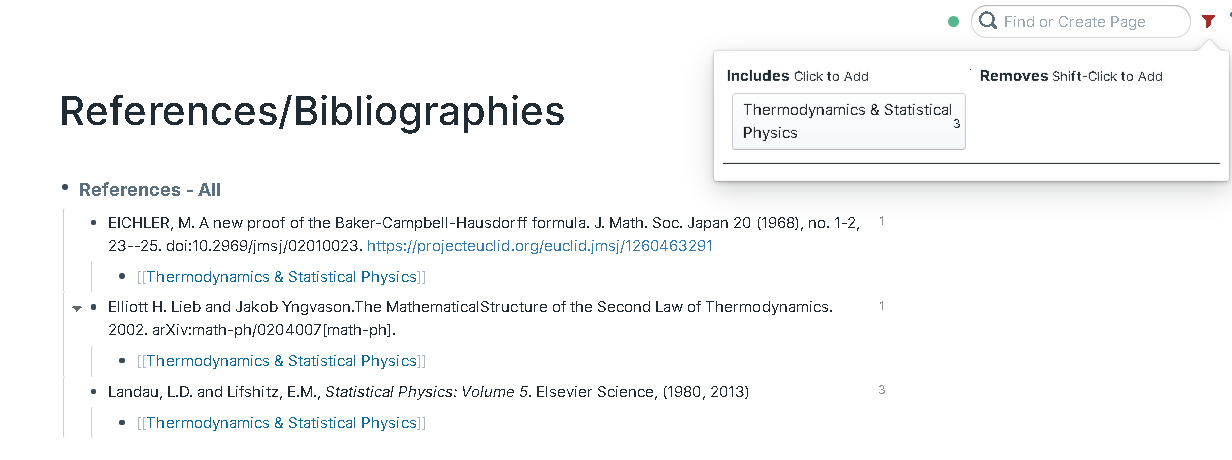 Find or Create Page
Includes Click to Add
Removes Shift-Click to Add
Thermodynamics & Statistical
Physics
3
References/Bibliographies
References - All
EICHLER, M. A new proof of the Baker-Campbell-Hausdorff formula. J. Math. Soc. Japan 20 (1968), no. 1-2, 1
23--25. doi:10.2969/jmsj/02010023. https://projecteuclid.org/euclid.jmsj/1260463291
[[Thermodynamics & Statistical Physics]]
Elliott H. Lieb and Jakob Yngvason.The MathematicalStructure of the Second Law of Thermodynamics. 1
2002. arXiv:math-ph/0204007[math-ph].
[[Thermodynamics & Statistical Physics]]
Landau, L.D. and Lifshitz, E.M., Statistical Physics: Volume 5. Elsevier Science, (1980, 2013) 3
[[Thermodynamics & Statistical Physics]]